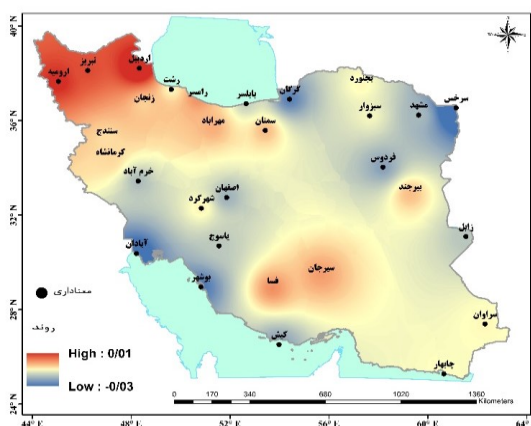 40° N
36° N
32° N
28° N
24° N
اردبیل
تبریز
ارومیه
رشت
رامسر
زنجان
بابلسر
گرگان
بجنورد
سبزوار
مشهد
سرخس
سنندج
مهرآباد
سمنان
کرمانشاه
خرم آباد
فردوس
بیرجند
اصفهان
شهرکرد
زابل
آبادان
یاسوج
بوشهر
سیرجان
فسا
کیش
سراوان
چابهار
معناداری
روند
High : 0/01
Low : -0/03
0 170 340 680 1020 1360
Kilometers
44° E 48° E 52° E 56° E 60° E